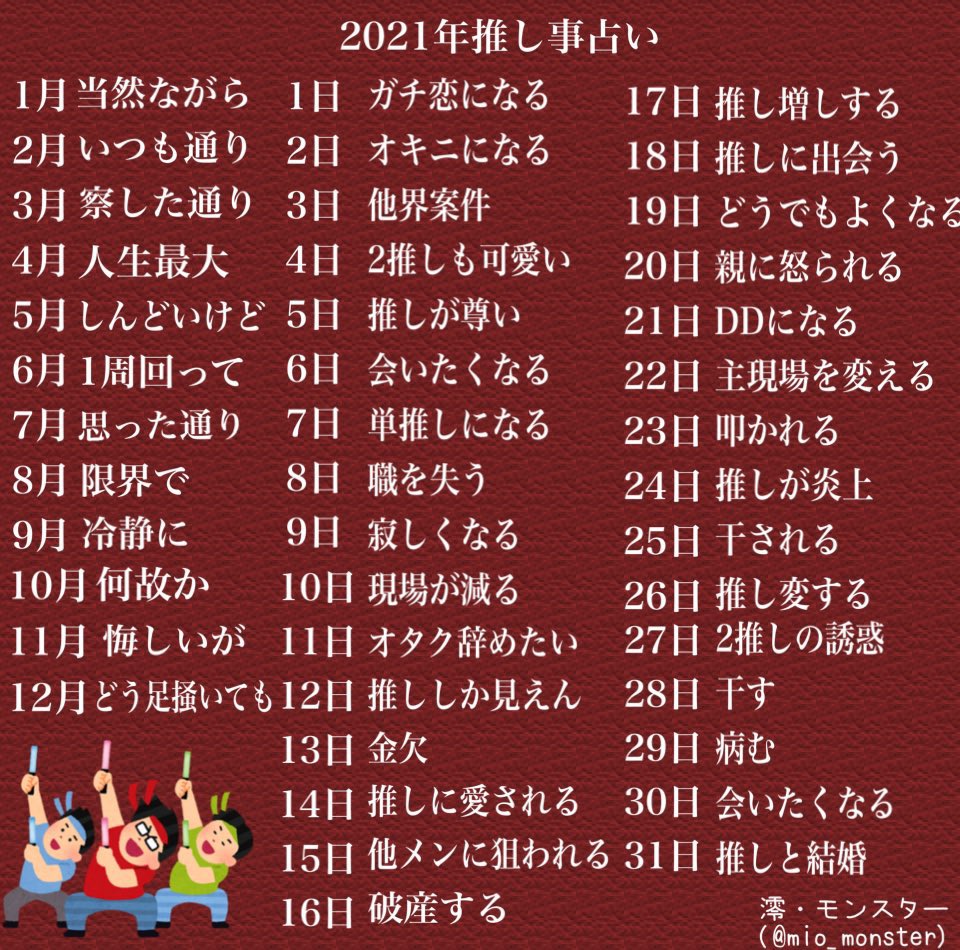 2021年推し事占い
1月 当然ながら
2月 いつも通り
3月 察した通り
4月 人生最大
5月 しんどいけど
6月 1周回って
7月 思った通り
8月 限界で
9月 冷静に
10月 何故か
11月 悔しいが
12月 どう足掻いても
1日 ガチ恋になる
2日 オキニになる
3日 他界案件
4日 2推しも可愛い
5日 推しが尊い
6日 会いたくなる
7日 単推しになる
8日 職を失う
9日 寂しくなる
10日 現場が減る
11日 オタク辞めたい
12日 推ししか見えん
13日 金欠
14日 推しに愛される
15日 他メンに狙われる
16日 破産する
17日 推し増しする
18日 推しに出会う
19日 どうでもよくなる
20日 親に怒られる
21日 DDになる
22日 主現場を変える
23日 叩かれる
24日 推しが炎上
25日 干される
26日 推し変する
27日 2推しの誘惑
28日 干す
29日 病む
30日 会いたくなる
31日 推しと結婚
澪・モンスター
(@mio_monster)